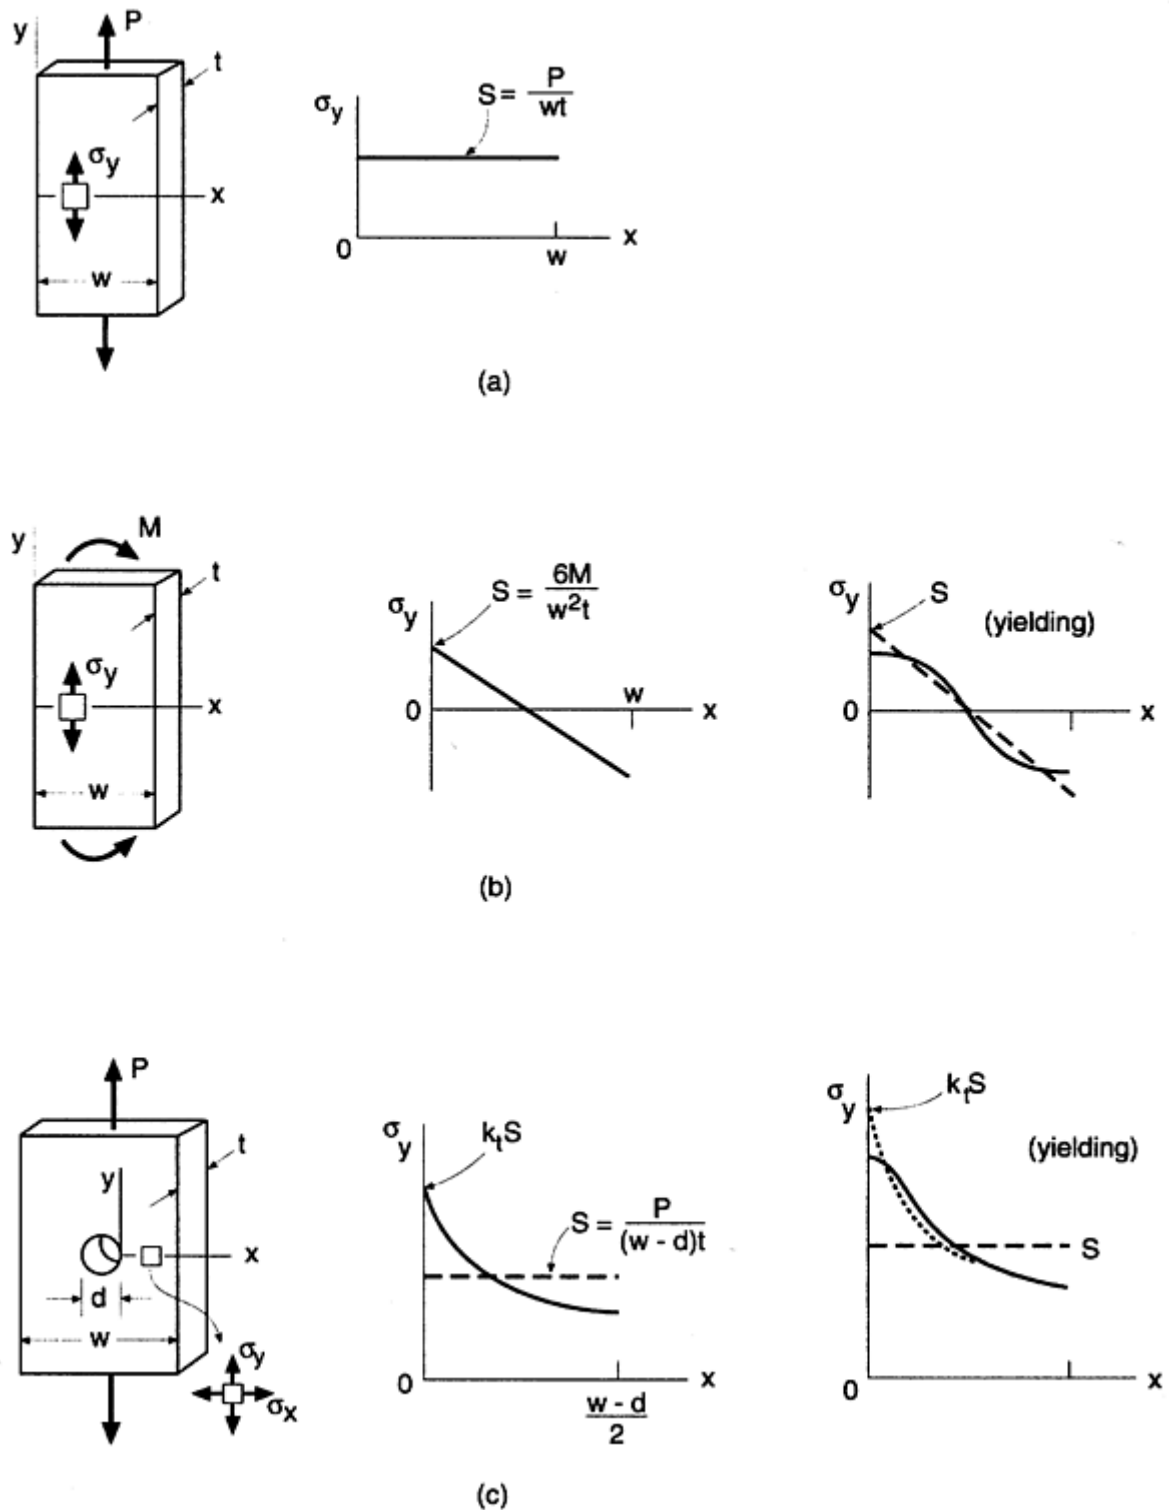 y
P
t
σy
x
w
σy
S = P/wt
0
w
x
(a)
y
M
t
σy
x
w
σy
S = 6M/w²t
0
w
x
σy
S
(yielding)
0
x
(b)
P
t
y
x
d
w
σy
σx
σy
ktS
S = P/(w - d)t
0
w - d/2
x
σy
ktS
(yielding)
S
0
x
(c)